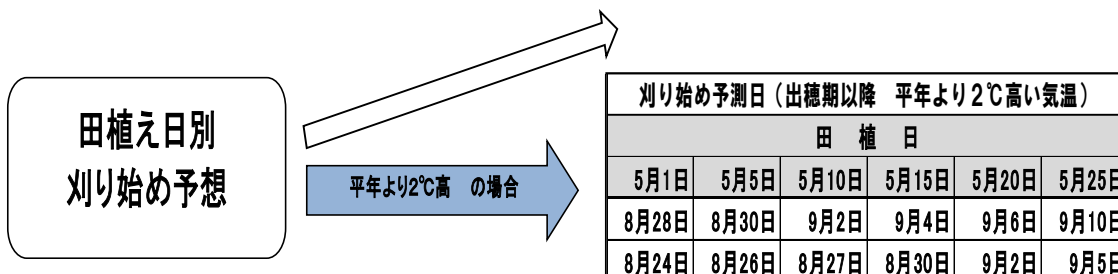 田植え日別
刈り始め予想
平年より2℃高 の場合
刈り始め予測日（出穂期以降 平年より2℃高い気温）
田 植 日
5月1日 5月5日 5月10日 5月15日 5月20日 5月25日
8月28日 8月30日 9月2日 9月4日 9月6日 9月10日
8月24日 8月26日 8月27日 8月30日 9月2日 9月5日